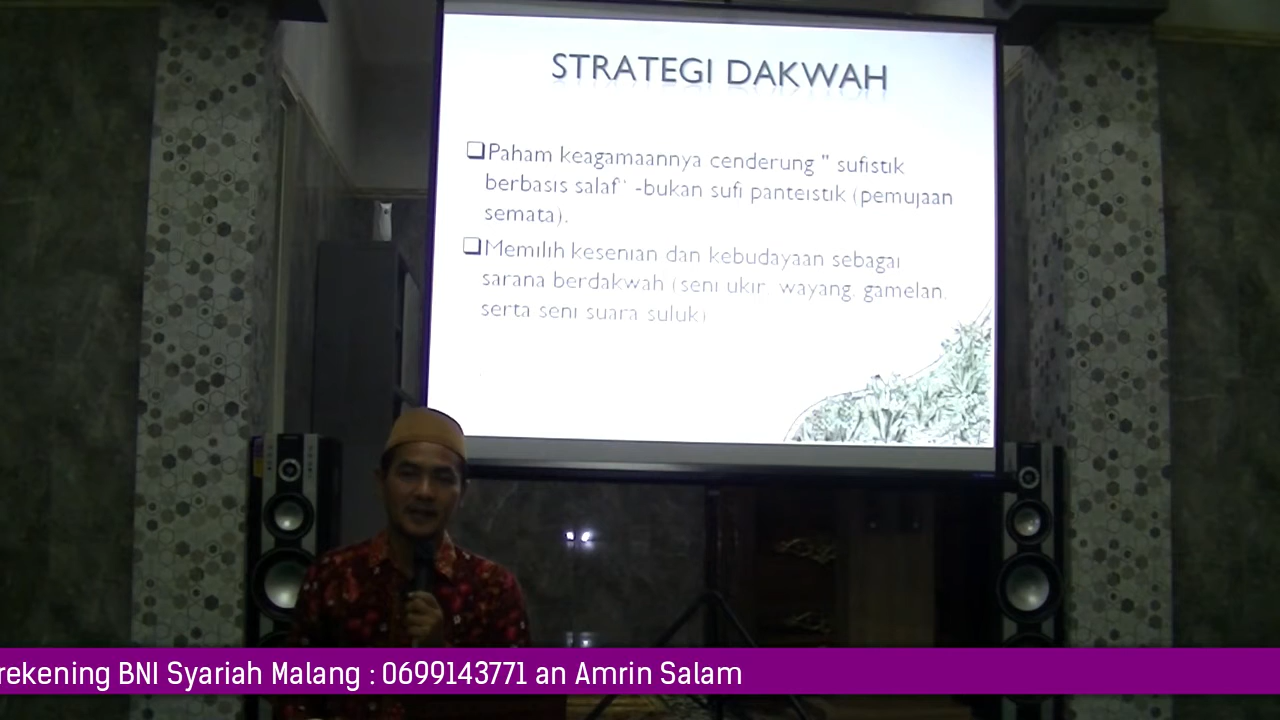 STRATEGI DAKWAH
Paham keagamaannya cenderung " sufistik
berbasis salaf" -bukan sufi panteistik (pemujaan
semata).
Memilih kesenian dan kebudayaan sebagai
sarana berdakwah (seni ukir, wayang, gamelan,
serta seni suara suluk)
rekening BNI Syariah Malang : 0699143771 an Amrin Salam